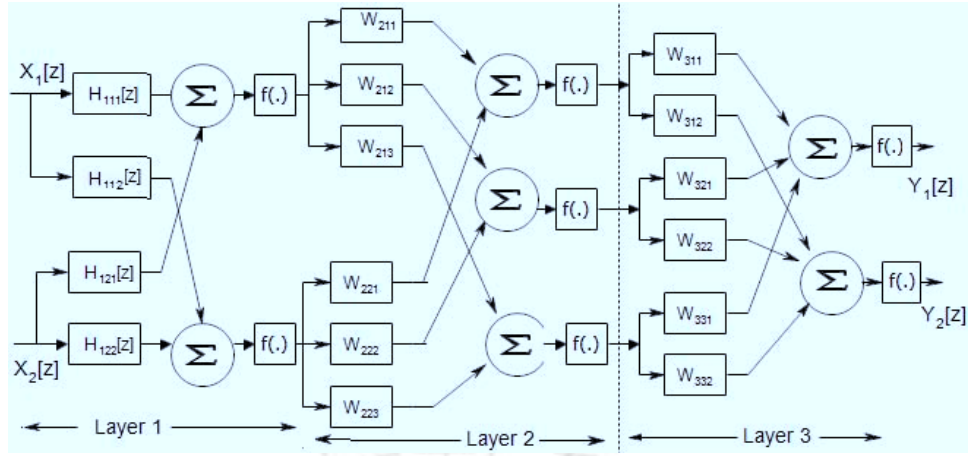 X₁[z]
H₁₁₁[z]
H₁₁₂[z]
H₁₂₁[z]
H₁₂₂[z]
X₂[z]
Σ
Σ
f(.)
f(.)
W₂₁₁
W₂₁₂
W₂₁₃
W₂₂₁
W₂₂₂
W₂₂₃
Σ
Σ
Σ
f(.)
f(.)
f(.)
W₃₁₁
W₃₁₂
W₃₂₁
W₃₂₂
W₃₃₁
W₃₃₂
Σ
Σ
f(.)
f(.)
Y₁[z]
Y₂[z]
Layer 1
Layer 2
Layer 3